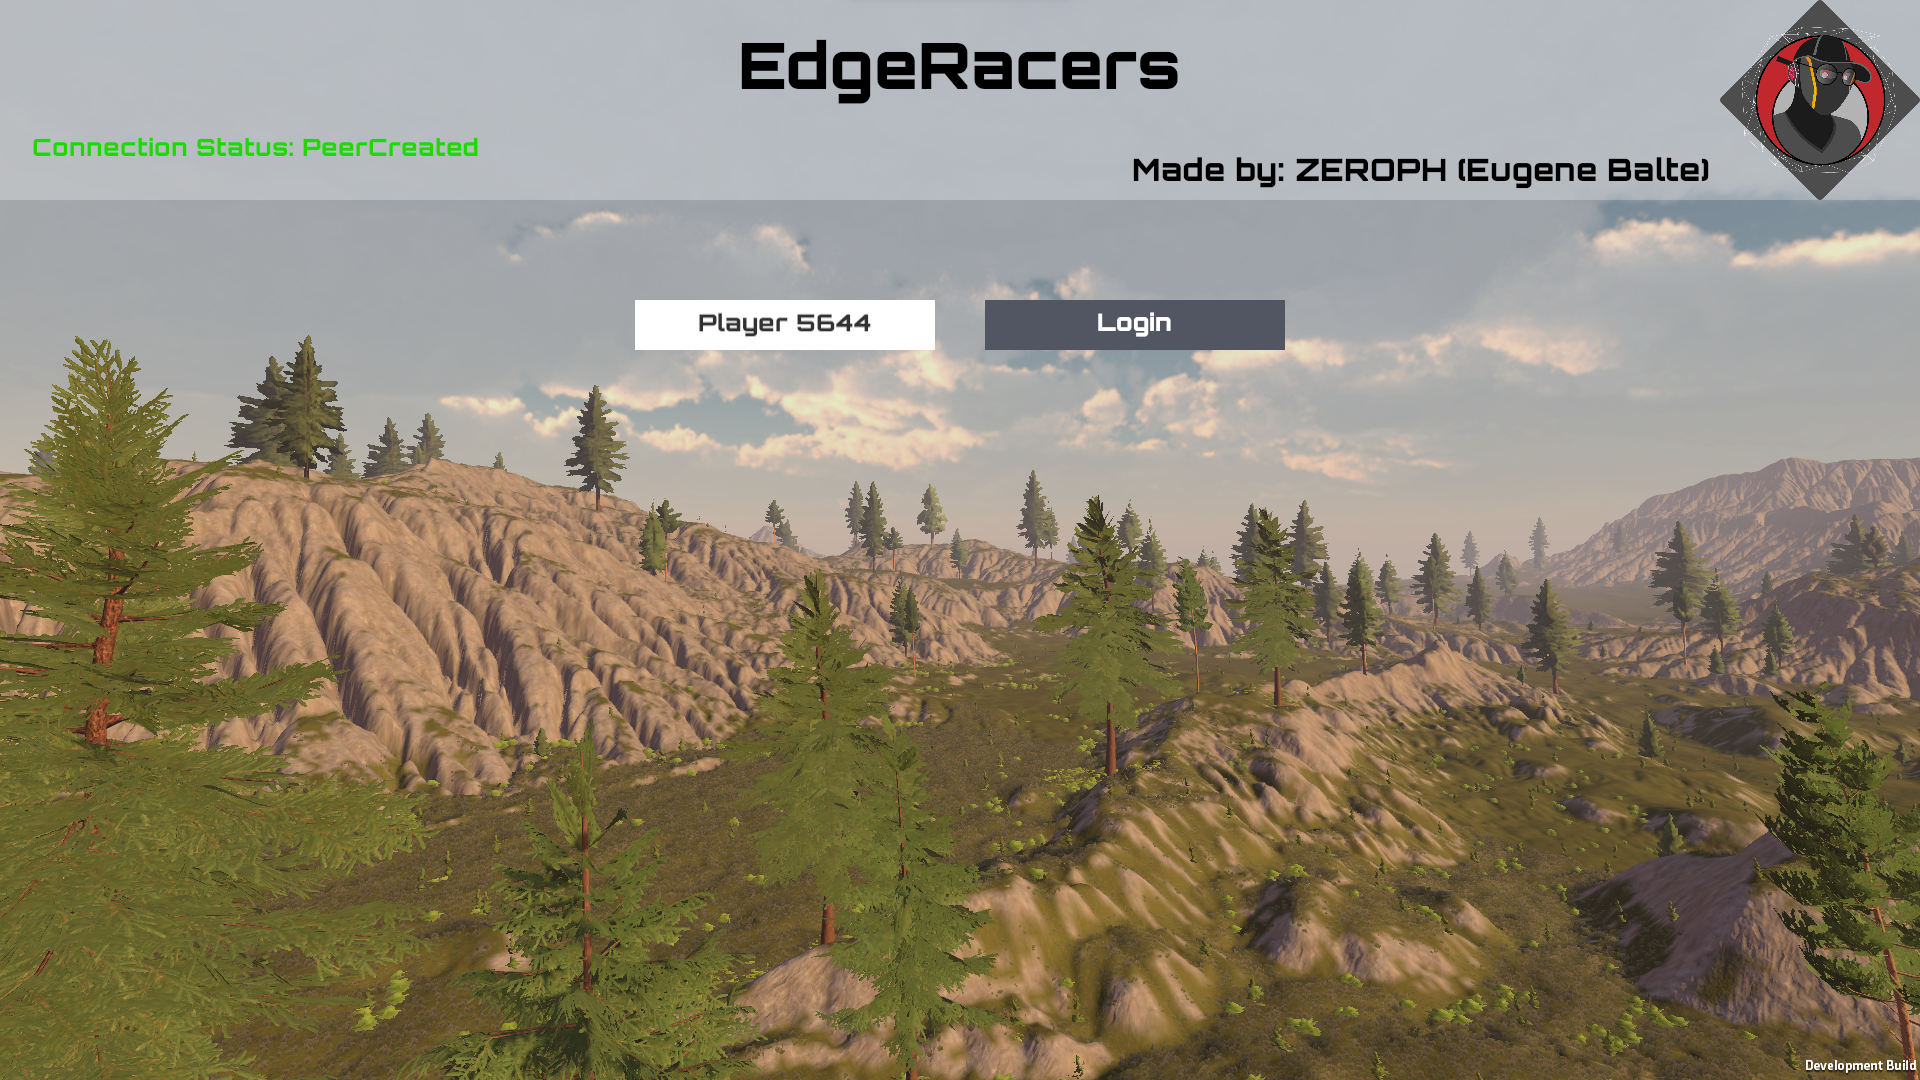 EdgeRacers
Connection Status: PeerCreated
Made by: ZEROPH (Eugene Balte)
Player 5644
Login
Development Build